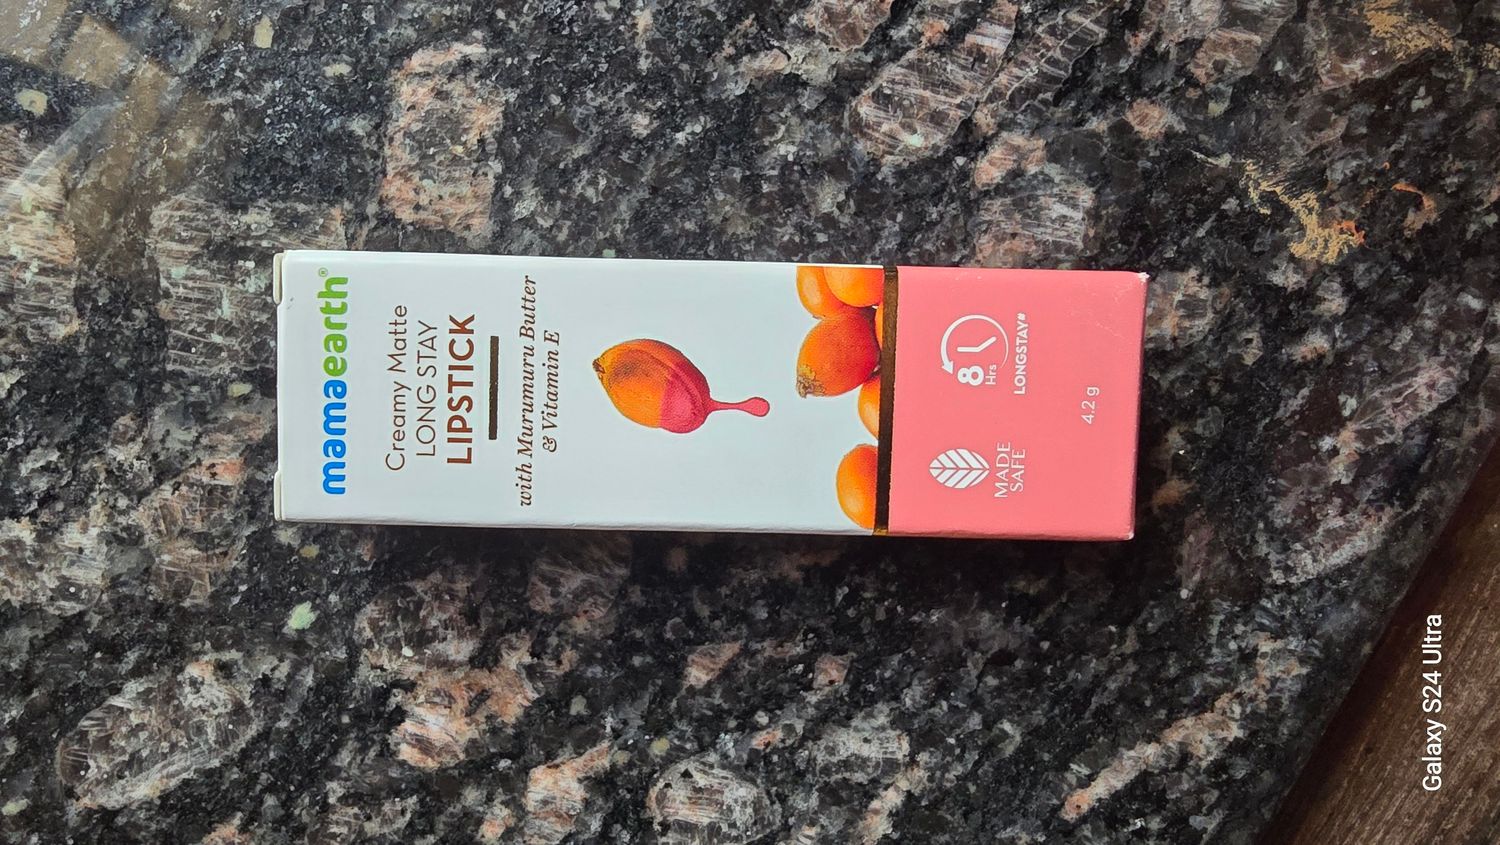 mamaearth®
Creamy Matte
LONG STAY
LIPSTICK
with Murumuru Butter
& Vitamin E
MADE
SAFE
8
Hrs
LONGSTAY#
4.2 g
Galaxy S24 Ultra